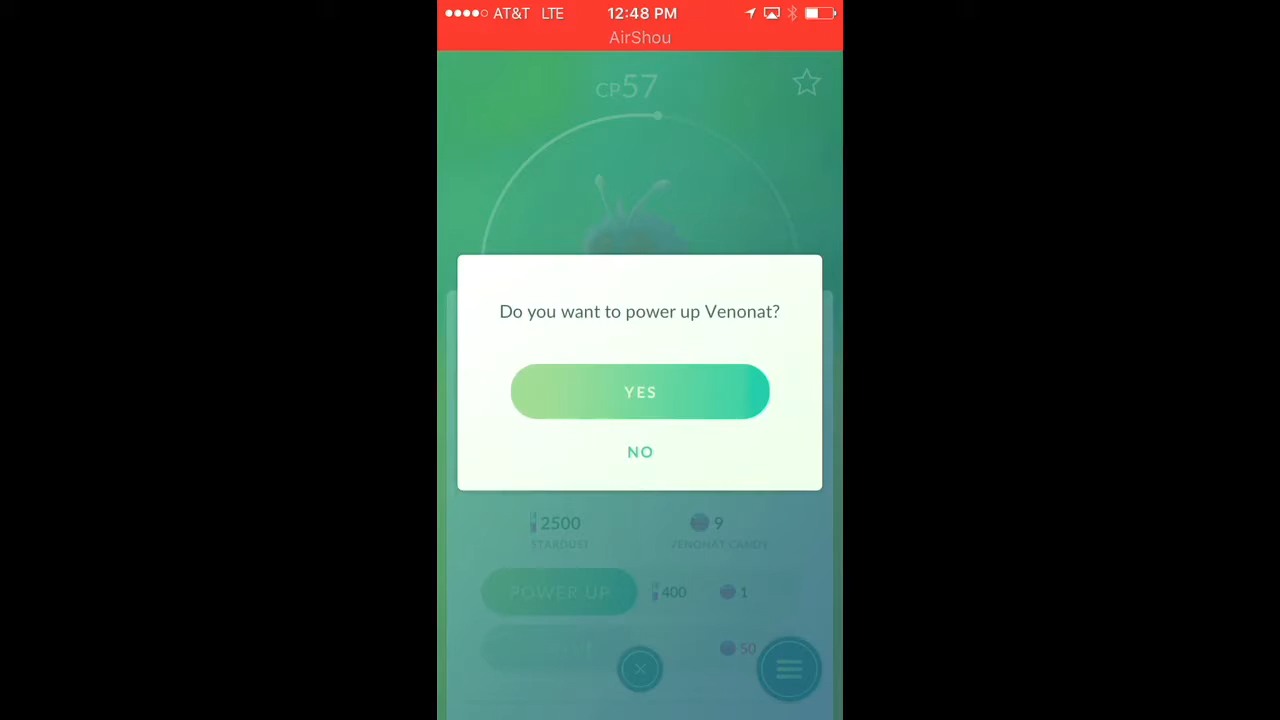 AT&T LTE 12:48 PM
AirShou
CP57
Do you want to power up Venonat?
YES
NO
2500 9
STARDUST VENONAT CANDY
POWER UP 400 1
50